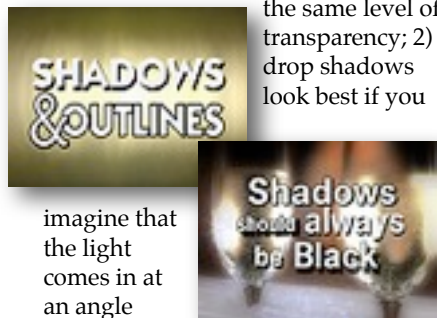 the same level of
transparency; 2)
drop shadows
look best if you
SHADOWS
&OUTLINES
imagine that
the light
comes in at
an angle
Shadows
should always
be Black